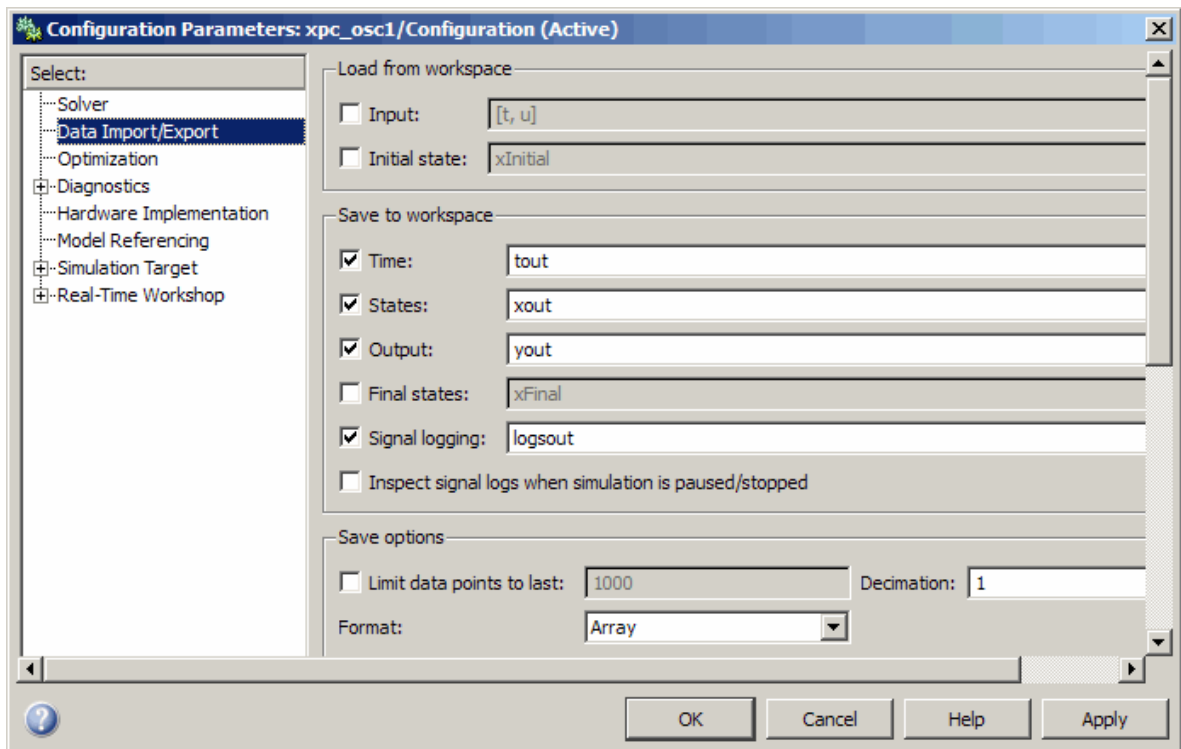 Configuration Parameters: xpc_osc1/Configuration (Active)
Select:
Solver
Data Import/Export
Optimization
Diagnostics
Hardware Implementation
Model Referencing
Simulation Target
Real-Time Workshop
Load from workspace
Input: [t, u]
Initial state: xInitial
Save to workspace
Time: tout
States: xout
Output: yout
Final states: xFinal
Signal logging: logsout
Inspect signal logs when simulation is paused/stopped
Save options
Limit data points to last: 1000 Decimation: 1
Format: Array
OK Cancel Help Apply